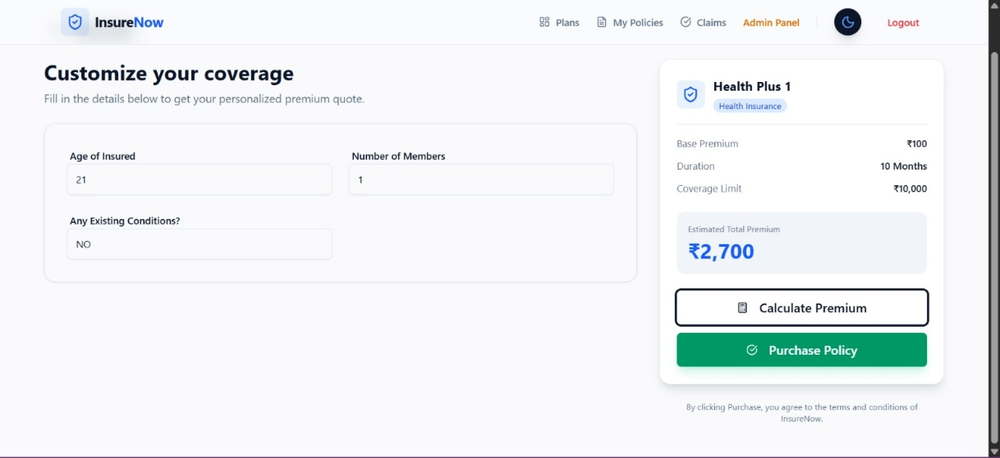 InsureNow
Plans
My Policies
Claims
Admin Panel
Logout
Customize your coverage
Fill in the details below to get your personalized premium quote.
Age of Insured
21
Number of Members
1
Any Existing Conditions?
NO
Health Plus 1
Health Insurance
Base Premium ₹100
Duration 10 Months
Coverage Limit ₹10,000
Estimated Total Premium
₹2,700
Calculate Premium
Purchase Policy
By clicking Purchase, you agree to the terms and conditions of
InsureNow.